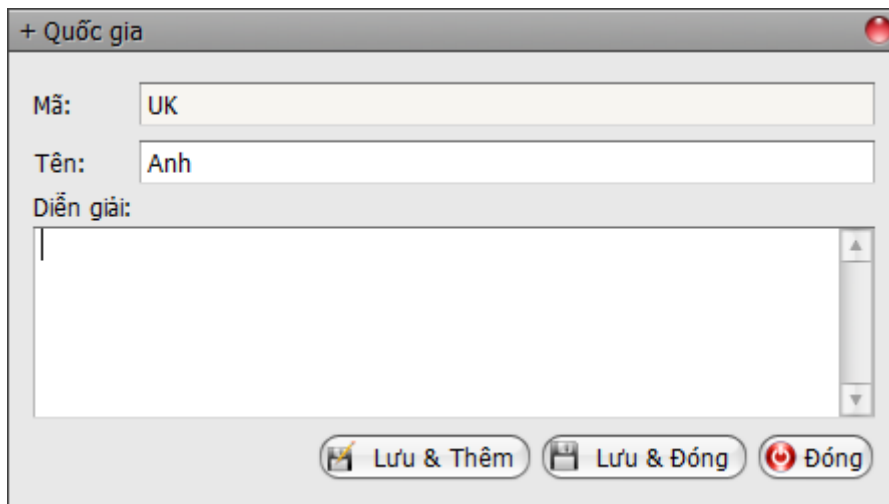 + Quốc gia
Mã: UK
Tên: Anh
Diễn giải:
Lưu & Thêm Lưu & Đóng Đóng